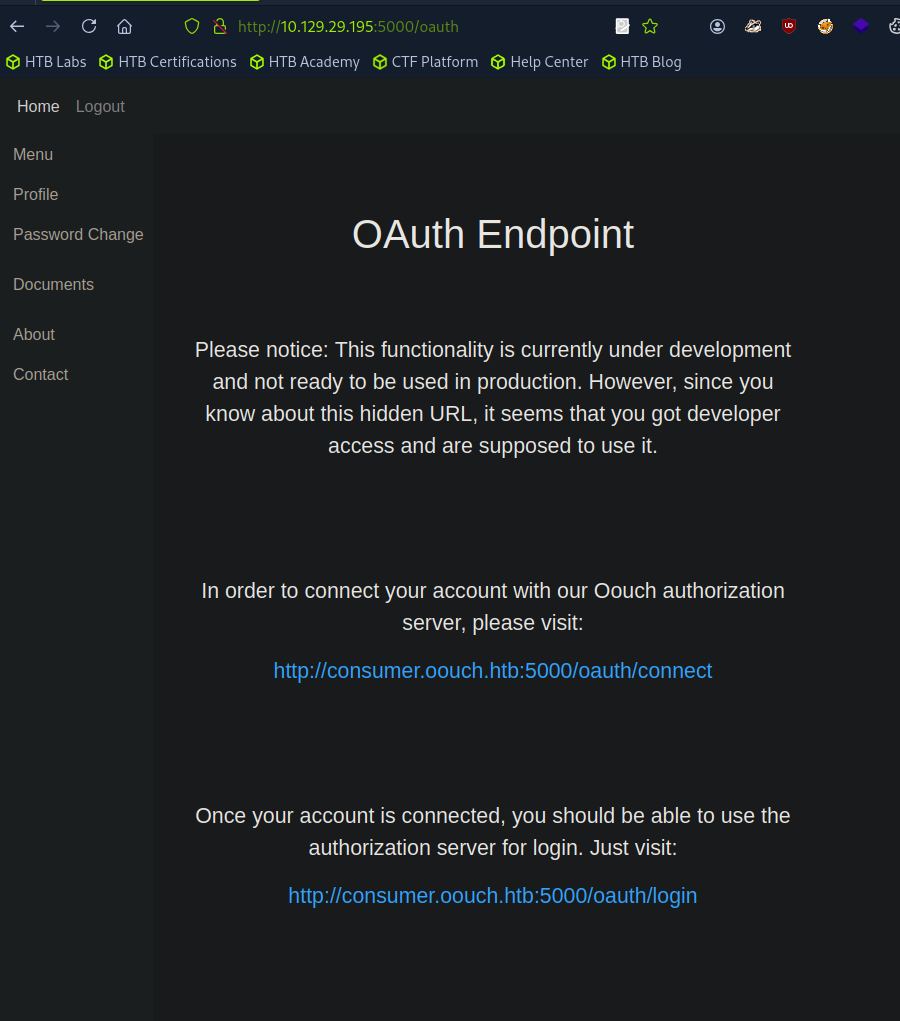 http://10.129.29.195:5000/oauth
HTB Labs HTB Certifications HTB Academy CTF Platform Help Center HTB Blog
Home Logout
Menu
Profile
Password Change
Documents
About
Contact
OAuth Endpoint
Please notice: This functionality is currently under development
and not ready to be used in production. However, since you
know about this hidden URL, it seems that you got developer
access and are supposed to use it.
In order to connect your account with our Oouch authorization
server, please visit:
http://consumer.oouch.htb:5000/oauth/connect
Once your account is connected, you should be able to use the
authorization server for login. Just visit:
http://consumer.oouch.htb:5000/oauth/login